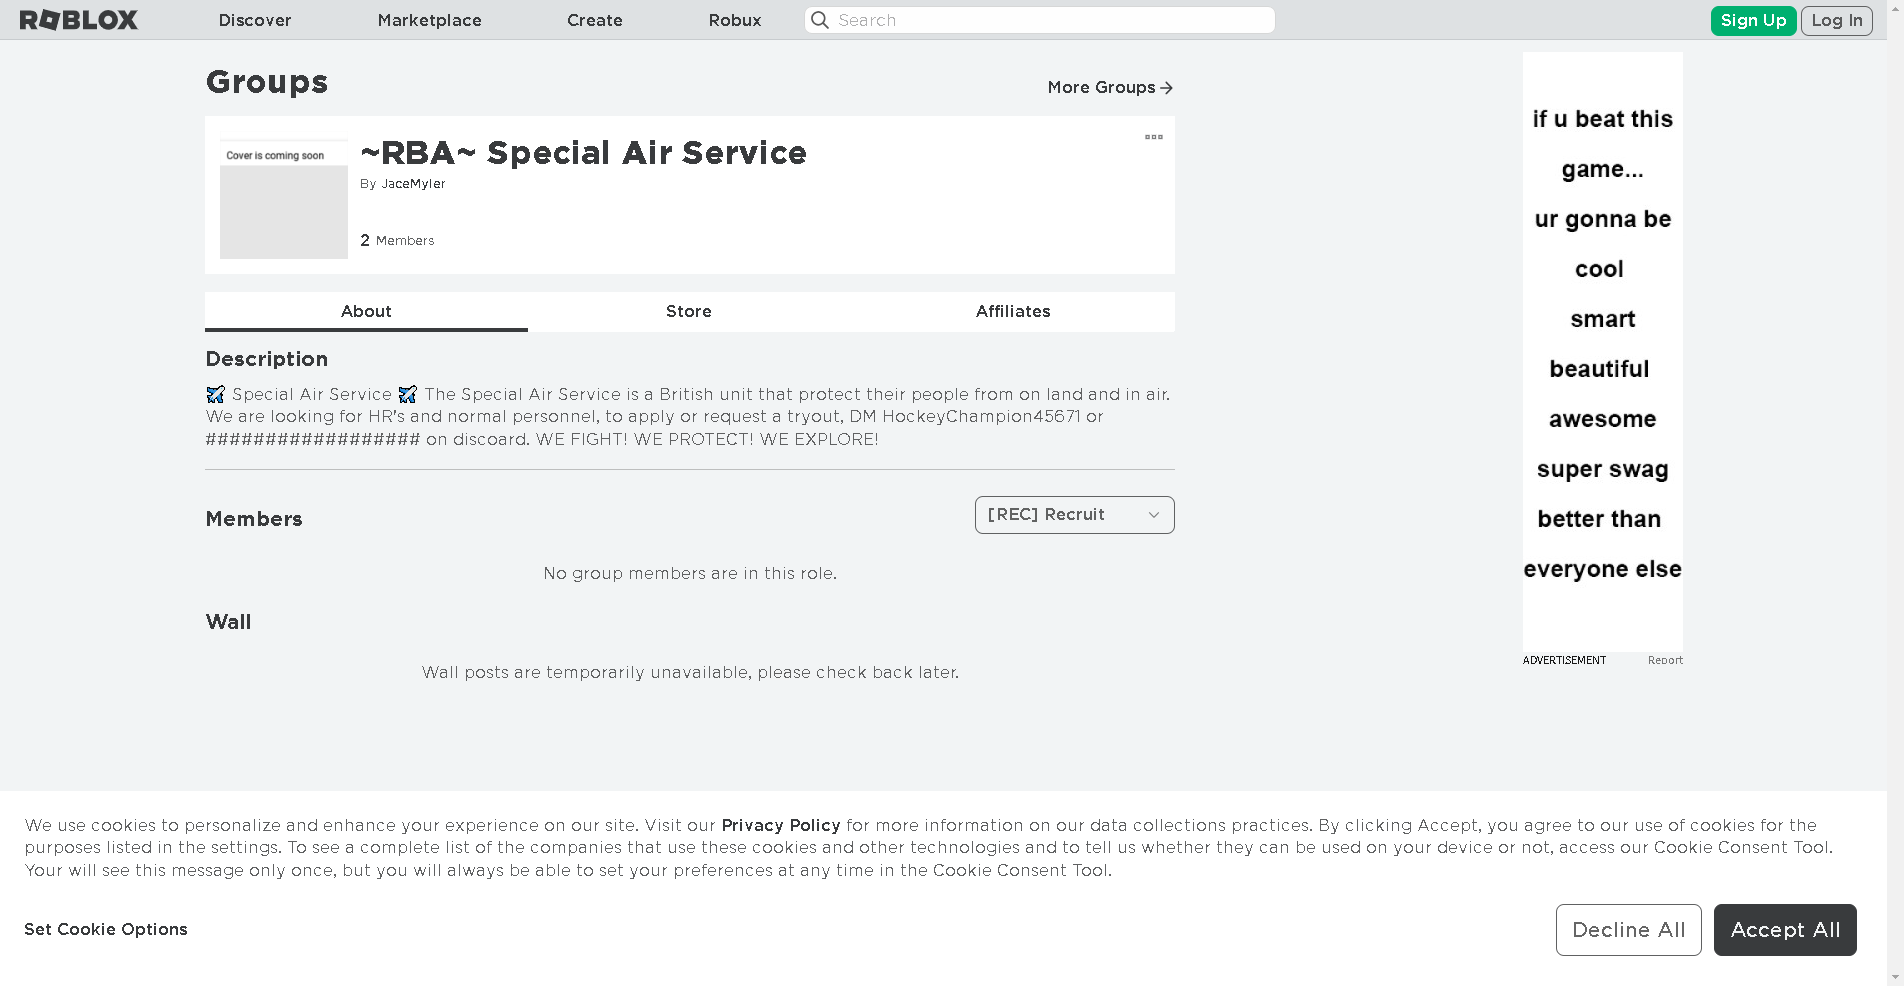 ROBLOX
Discover
Marketplace
Create
Robux
Search
Sign Up
Log In
Groups
More Groups
Cover is coming soon
~RBA~ Special Air Service
By JaceMyler
2 Members
About
Store
Affiliates
Description
✈️ Special Air Service ✈️ The Special Air Service is a British unit that protect their people from on land and in air.
We are looking for HR's and normal personnel, to apply or request a tryout, DM HockeyChampion45671 or
################## on discoard. WE FIGHT! WE PROTECT! WE EXPLORE!
Members
[REC] Recruit
No group members are in this role.
Wall
Wall posts are temporarily unavailable, please check back later.
if u beat this
game...
ur gonna be
cool
smart
beautiful
awesome
super swag
better than
everyone else
ADVERTISEMENT
Report
We use cookies to personalize and enhance your experience on our site. Visit our Privacy Policy for more information on our data collections practices. By clicking Accept, you agree to our use of cookies for the
purposes listed in the settings. To see a complete list of the companies that use these cookies and other technologies and to tell us whether they can be used on your device or not, access our Cookie Consent Tool.
Your will see this message only once, but you will always be able to set your preferences at any time in the Cookie Consent Tool.
Set Cookie Options
Decline All
Accept All